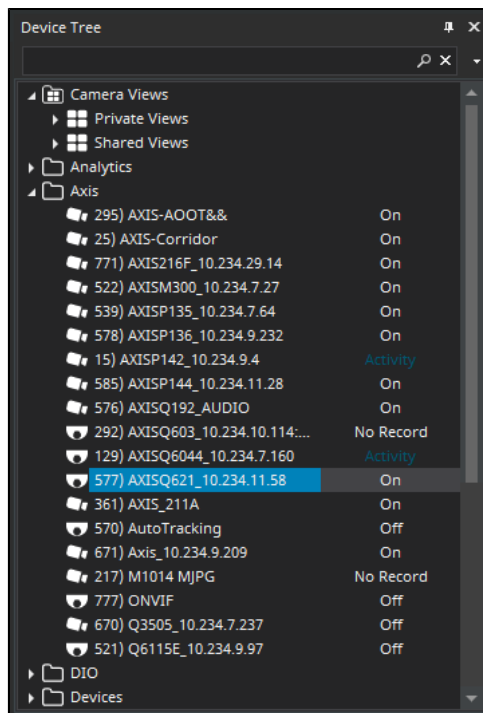 Device Tree
Camera Views
Private Views
Shared Views
Analytics
Axis
295) AXIS-AOOT&& On
25) AXIS-Corridor On
771) AXIS216F_10.234.29.14 On
522) AXISM300_10.234.7.27 On
539) AXISP135_10.234.7.64 On
578) AXISP136_10.234.9.232 On
15) AXISP142_10.234.9.4 Activity
585) AXISP144_10.234.11.28 On
576) AXISQ192_AUDIO On
292) AXISQ603_10.234.10.114:... No Record
129) AXISQ6044_10.234.7.160 Activity
577) AXISQ621_10.234.11.58 On
361) AXIS_211A On
570) AutoTracking Off
671) Axis_10.234.9.209 On
217) M1014 MJPG No Record
777) ONVIF Off
670) Q3505_10.234.7.237 Off
521) Q6115E_10.234.9.97 Off
DIO
Devices